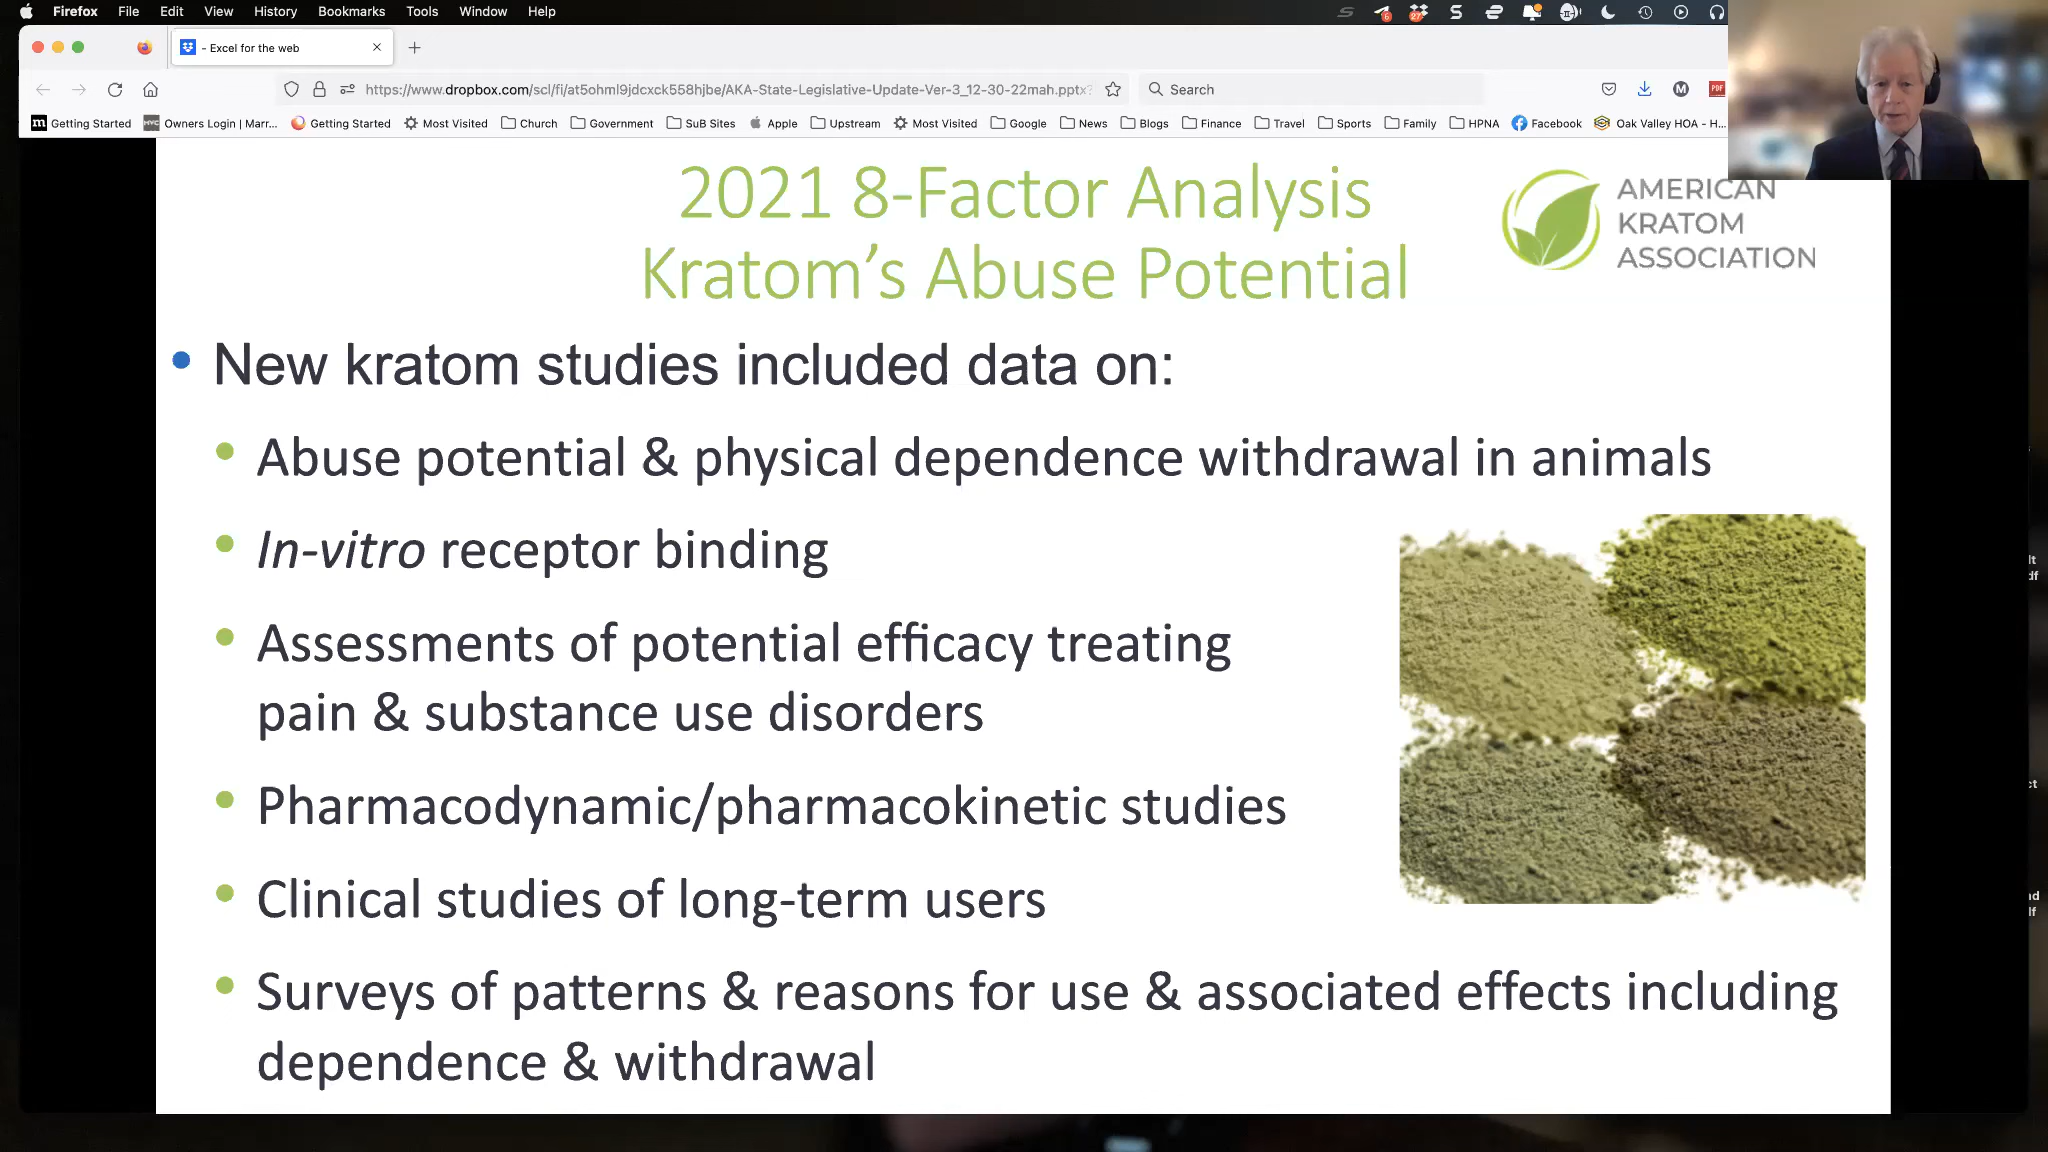 Firefox File Edit View History Bookmarks Tools Window Help
6 27
- Excel for the web
https://www.dropbox.com/scl/fi/at5ohml9jdcxck558hjbe/AKA-State-Legislative-Update-Ver-3_12-30-22mah.pptx?
Search
M
PDF
Getting Started
Owners Login | Marr...
Getting Started
Most Visited
Church
Government
SuB Sites
Apple
Upstream
Most Visited
Google
News
Blogs
Finance
Travel
Sports
Family
HPNA
Facebook
Oak Valley HOA - H...
2021 8-Factor Analysis
Kratom’s Abuse Potential
AMERICAN
KRATOM
ASSOCIATION
• New kratom studies included data on:
• Abuse potential & physical dependence withdrawal in animals
• In-vitro receptor binding
• Assessments of potential efficacy treating
pain & substance use disorders
• Pharmacodynamic/pharmacokinetic studies
• Clinical studies of long-term users
• Surveys of patterns & reasons for use & associated effects including
dependence & withdrawal